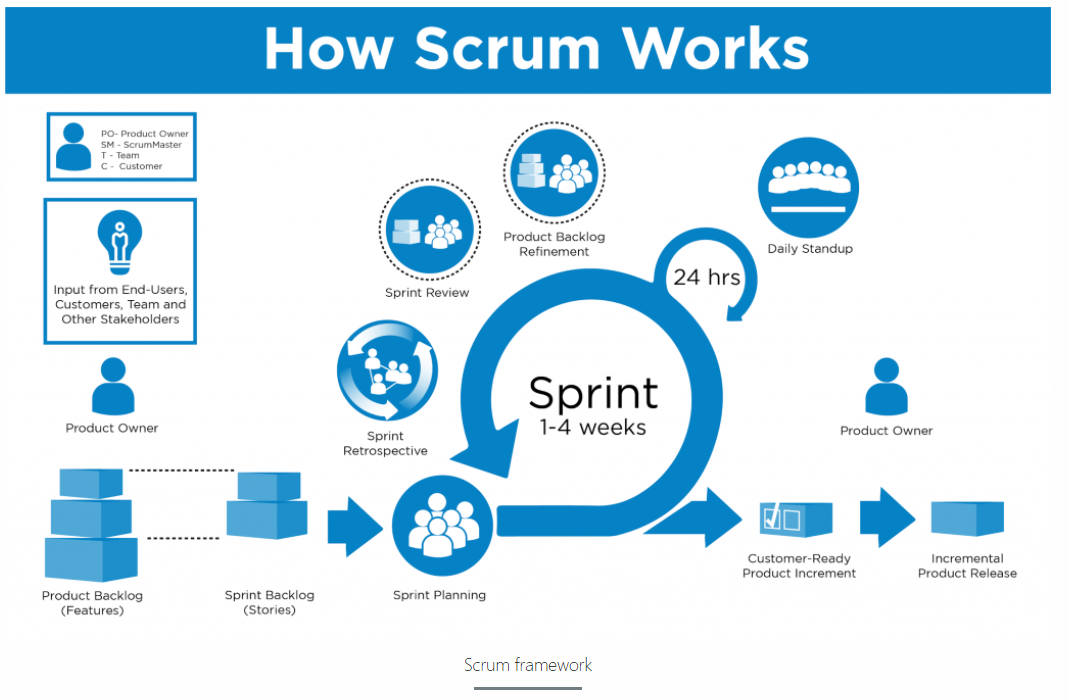 How Scrum Works
PO- Product Owner
SM - ScrumMaster
T - Team
C - Customer
Input from End-Users,
Customers, Team and
Other Stakeholders
Product Owner
Product Backlog
(Features)
Sprint Backlog
(Stories)
Sprint Planning
Sprint
Retrospective
Sprint Review
Product Backlog
Refinement
24 hrs
Daily Standup
Sprint
1-4 weeks
Product Owner
Customer-Ready
Product Increment
Incremental
Product Release
Scrum framework